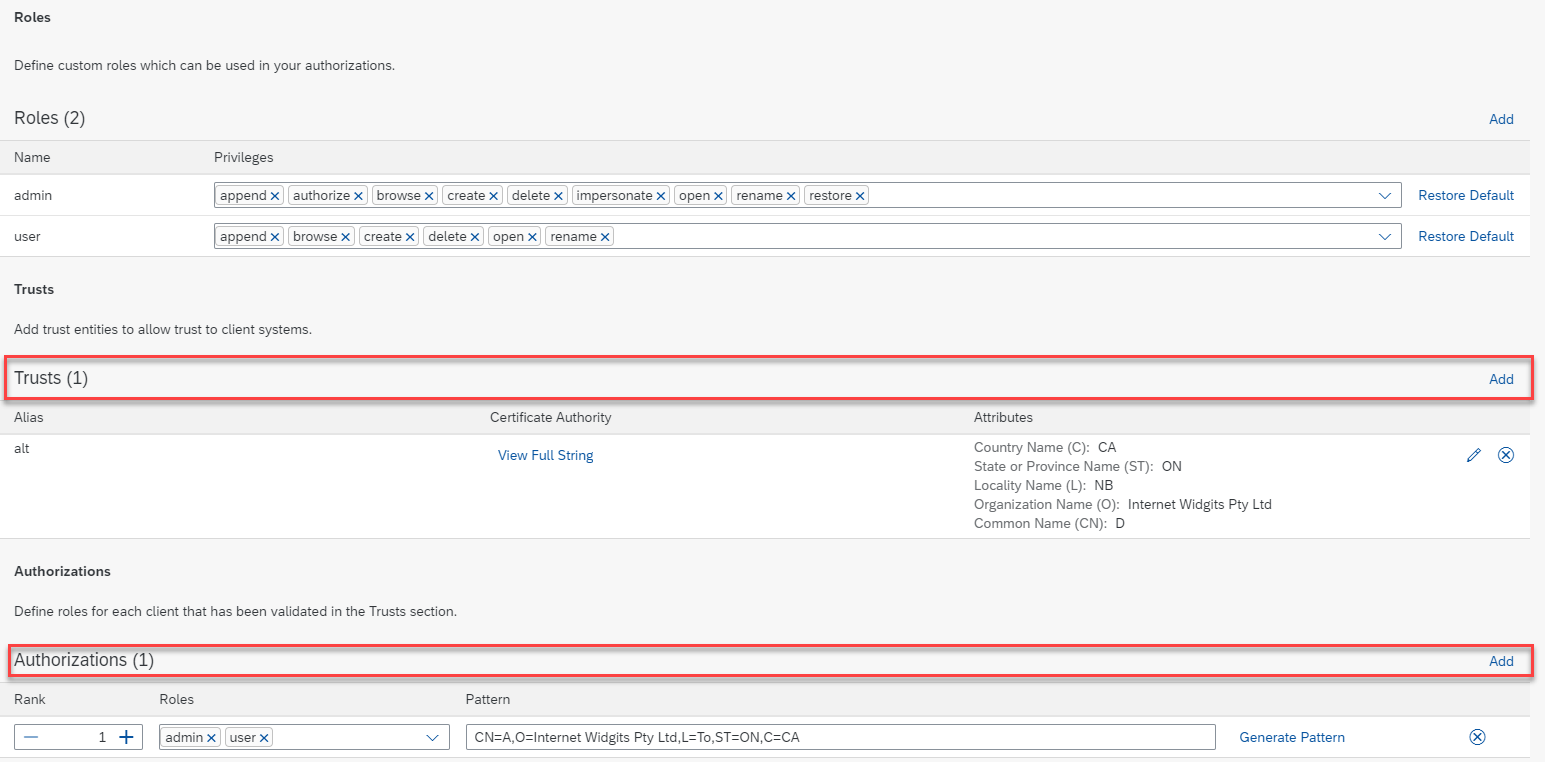 Roles
Define custom roles which can be used in your authorizations.
Roles (2) Add
Name Privileges
admin append authorize browse create delete impersonate open rename restore Restore Default
user append browse create delete open rename Restore Default
Trusts
Add trust entities to allow trust to client systems.
Trusts (1) Add
Alias Certificate Authority Attributes
alt View Full String Country Name (C): CA
State or Province Name (ST): ON
Locality Name (L): NB
Organization Name (O): Internet Widgits Pty Ltd
Common Name (CN): D
Authorizations
Define roles for each client that has been validated in the Trusts section.
Authorizations (1) Add
Rank Roles Pattern
1 admin user CN=A,O=Internet Widgits Pty Ltd,L=To,ST=ON,C=CA Generate Pattern